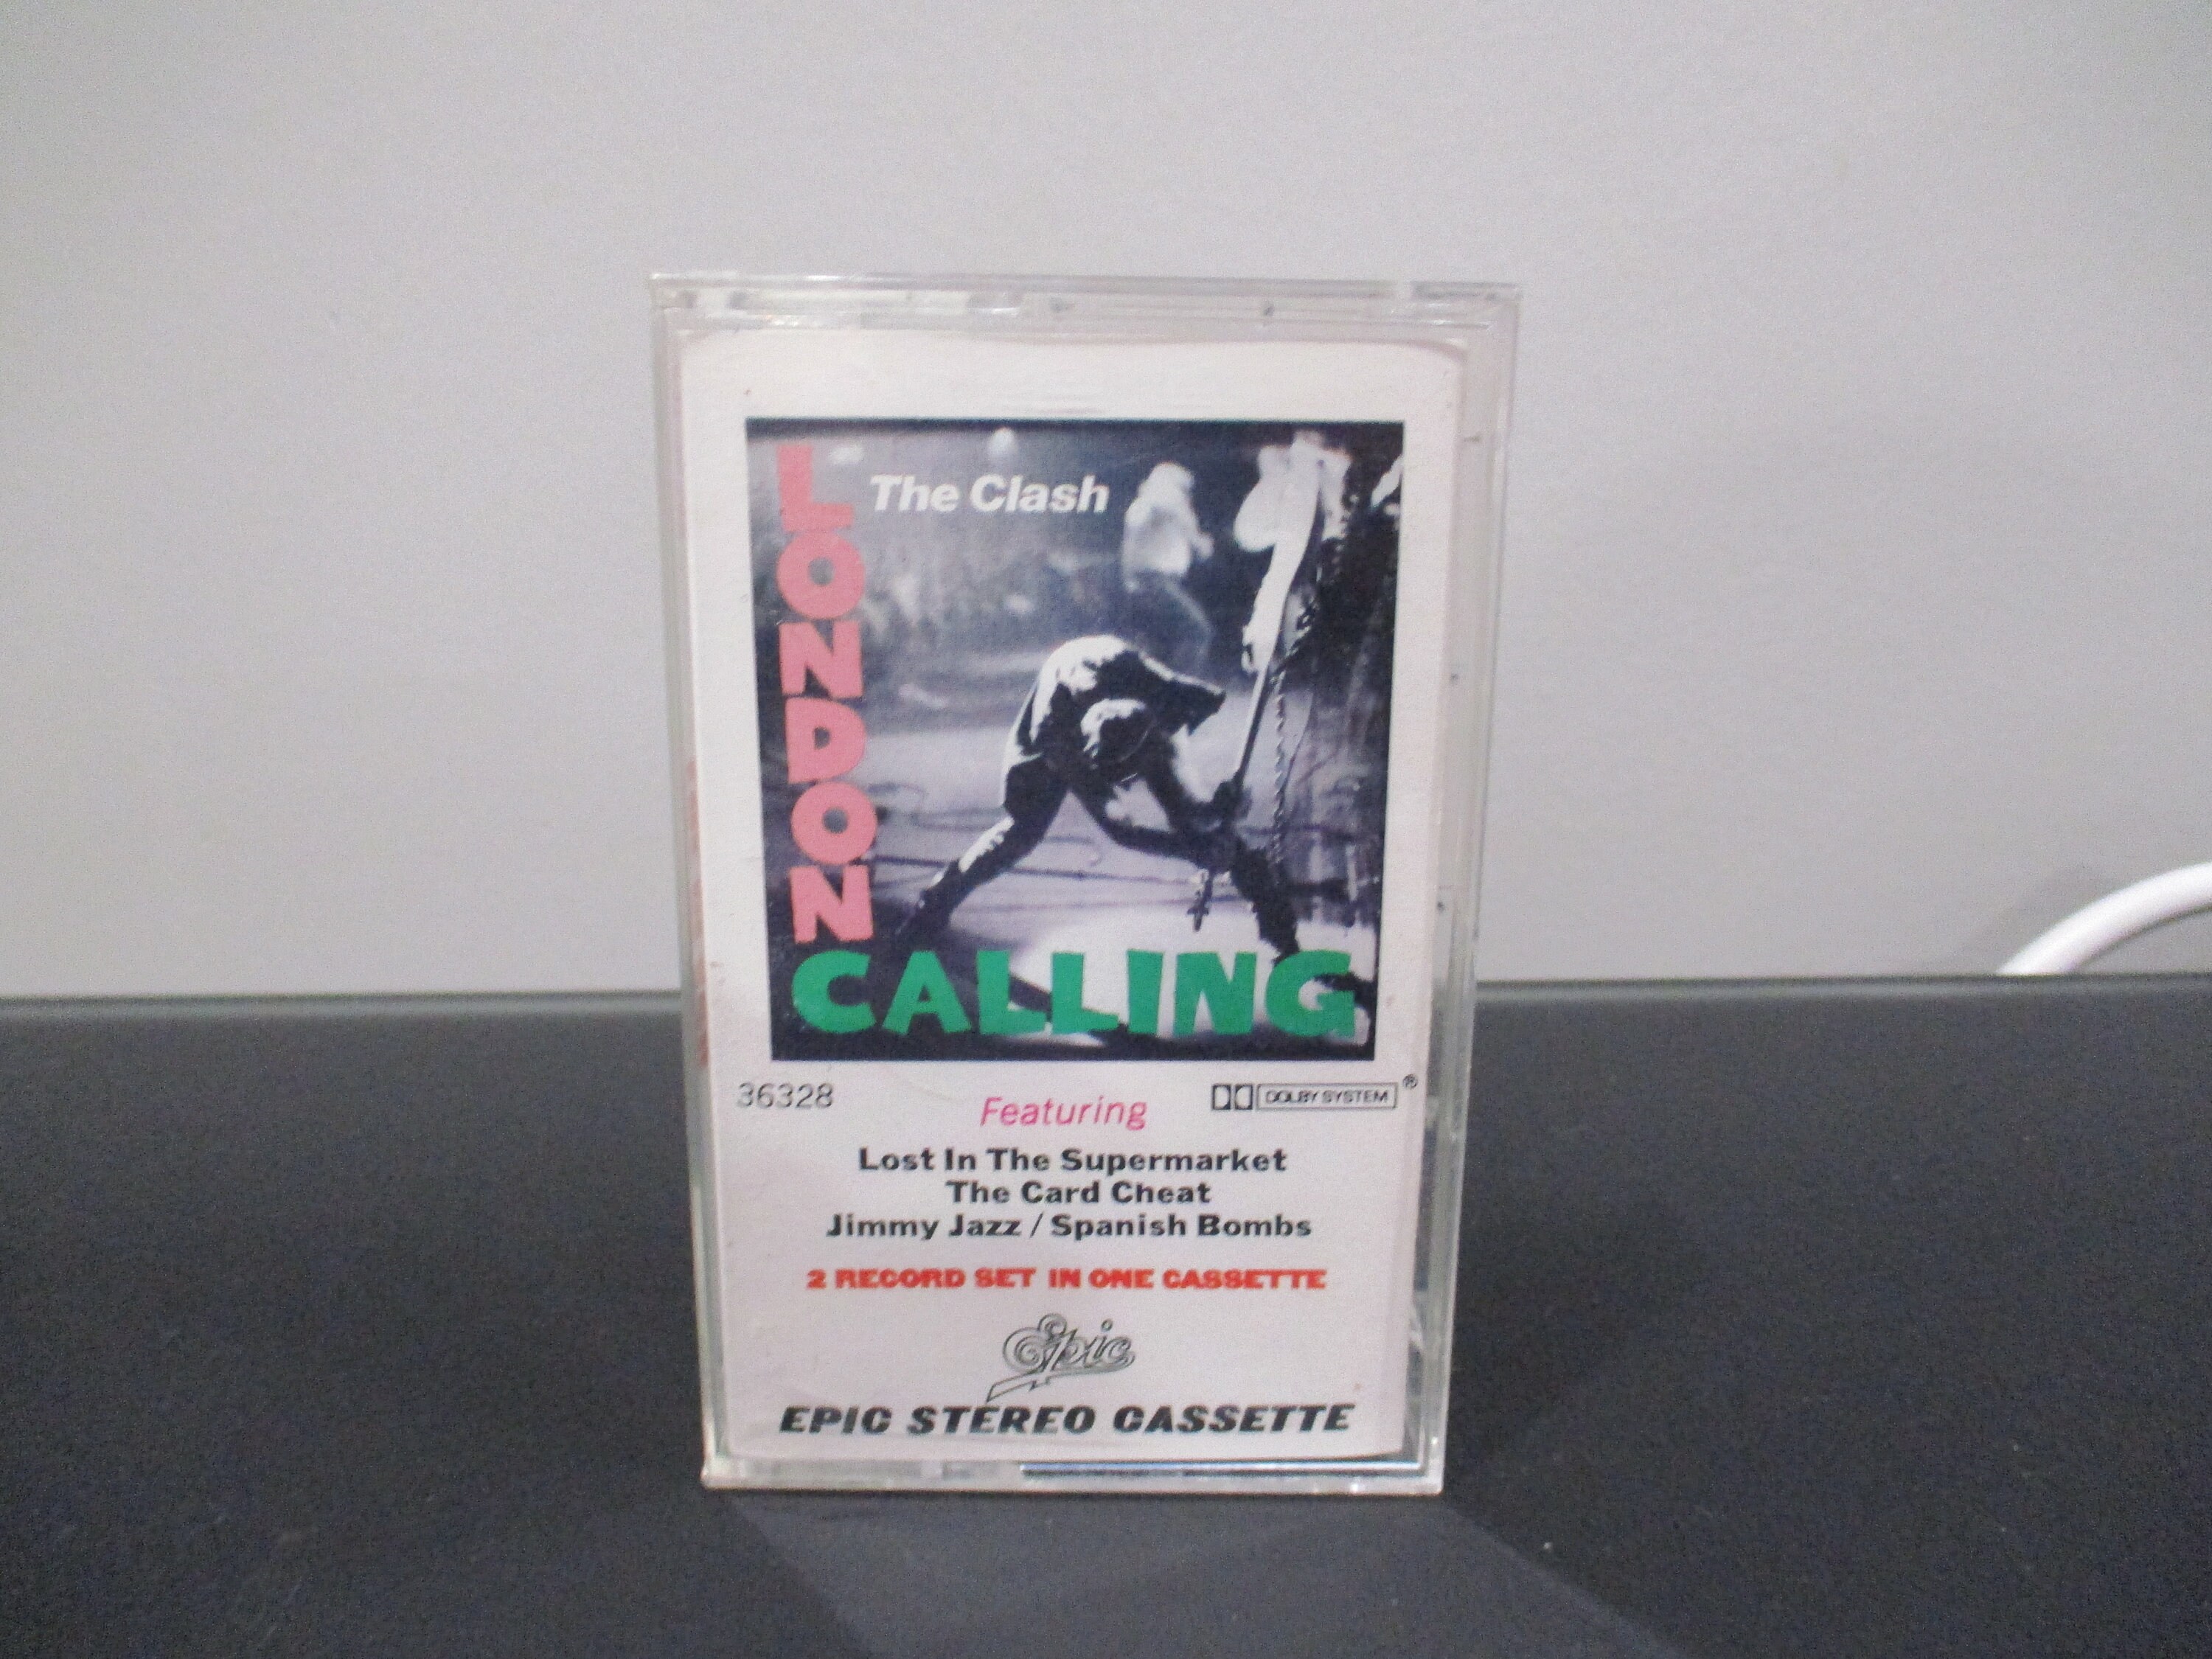 The Clash
LONDON
CALLING
36328
Featuring
DOLBY SYSTEM®
Lost In The Supermarket
The Card Cheat
Jimmy Jazz / Spanish Bombs
2 RECORD SET IN ONE CASSETTE
Epic
EPIC STEREO CASSETTE